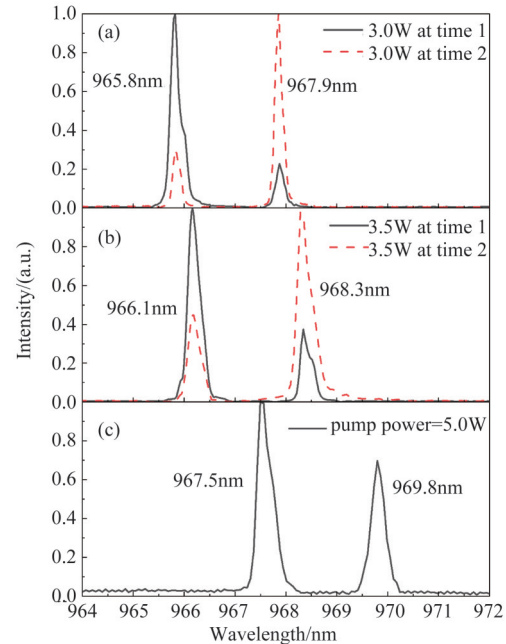 1.0
(a)
3.0W at time 1
3.0W at time 2
0.8
965.8nm
967.9nm
0.6
0.4
0.2
0.0
(b)
3.5W at time 1
3.5W at time 2
0.8
966.1nm
968.3nm
0.6
0.4
0.2
0.0
(c)
pump power=5.0W
0.8
967.5nm
969.8nm
0.6
0.4
0.2
0.0
964 965 966 967 968 969 970 971 972
Wavelength/nm
Intensity/(a.u.)